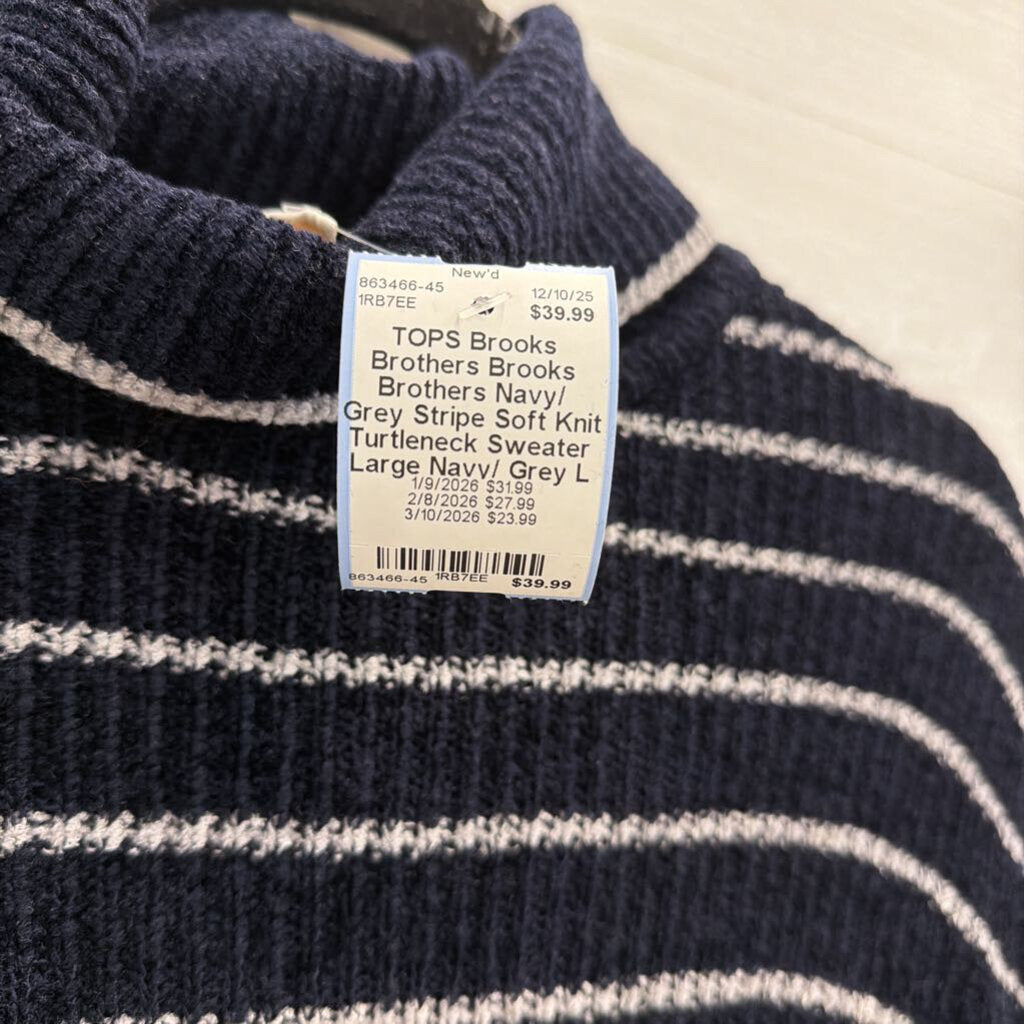 New'd
863466-45 12/10/25
1RB7EE $39.99
TOPS Brooks
Brothers Brooks
Brothers Navy/
Grey Stripe Soft Knit
Turtleneck Sweater
Large Navy/ Grey L
1/9/2026 $31.99
2/8/2026 $27.99
3/10/2026 $23.99
863466-45 1RB7EE $39.99